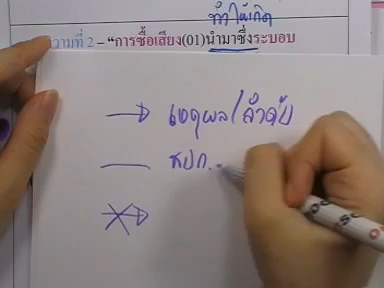 ทำให้เกิด
ความที่ 2 – “การซื้อเสียง(01)นำมาซึ่งระบอบ
เหตุผล/ลำดับ
สปก.